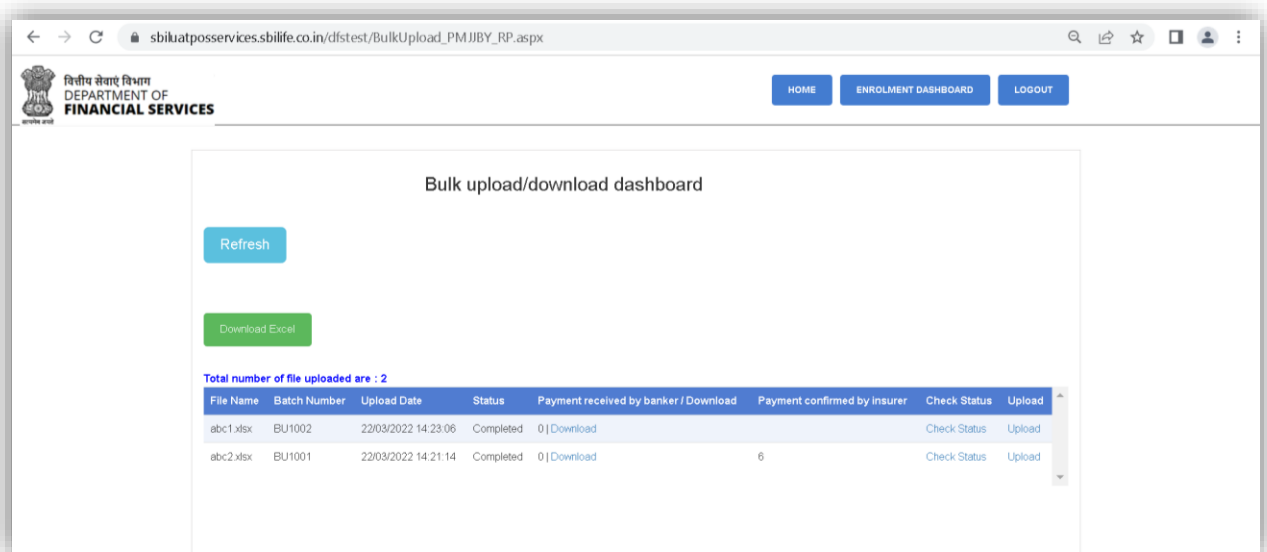 sbiluatposservices.sbilife.co.in/dfstest/BulkUpload_PMJJBY_RP.aspx
वित्तीय सेवाएं विभाग
DEPARTMENT OF
FINANCIAL SERVICES
सत्यमेव जयते
HOME ENROLMENT DASHBOARD LOGOUT
Bulk upload/download dashboard
Refresh
Download Excel
Total number of file uploaded are : 2
File Name Batch Number Upload Date Status Payment received by banker / Download Payment confirmed by insurer Check Status Upload
abc1.xlsx BU1002 22/03/2022 14:23:06 Completed 0 | Download Check Status Upload
abc2.xlsx BU1001 22/03/2022 14:21:14 Completed 0 | Download 6 Check Status Upload